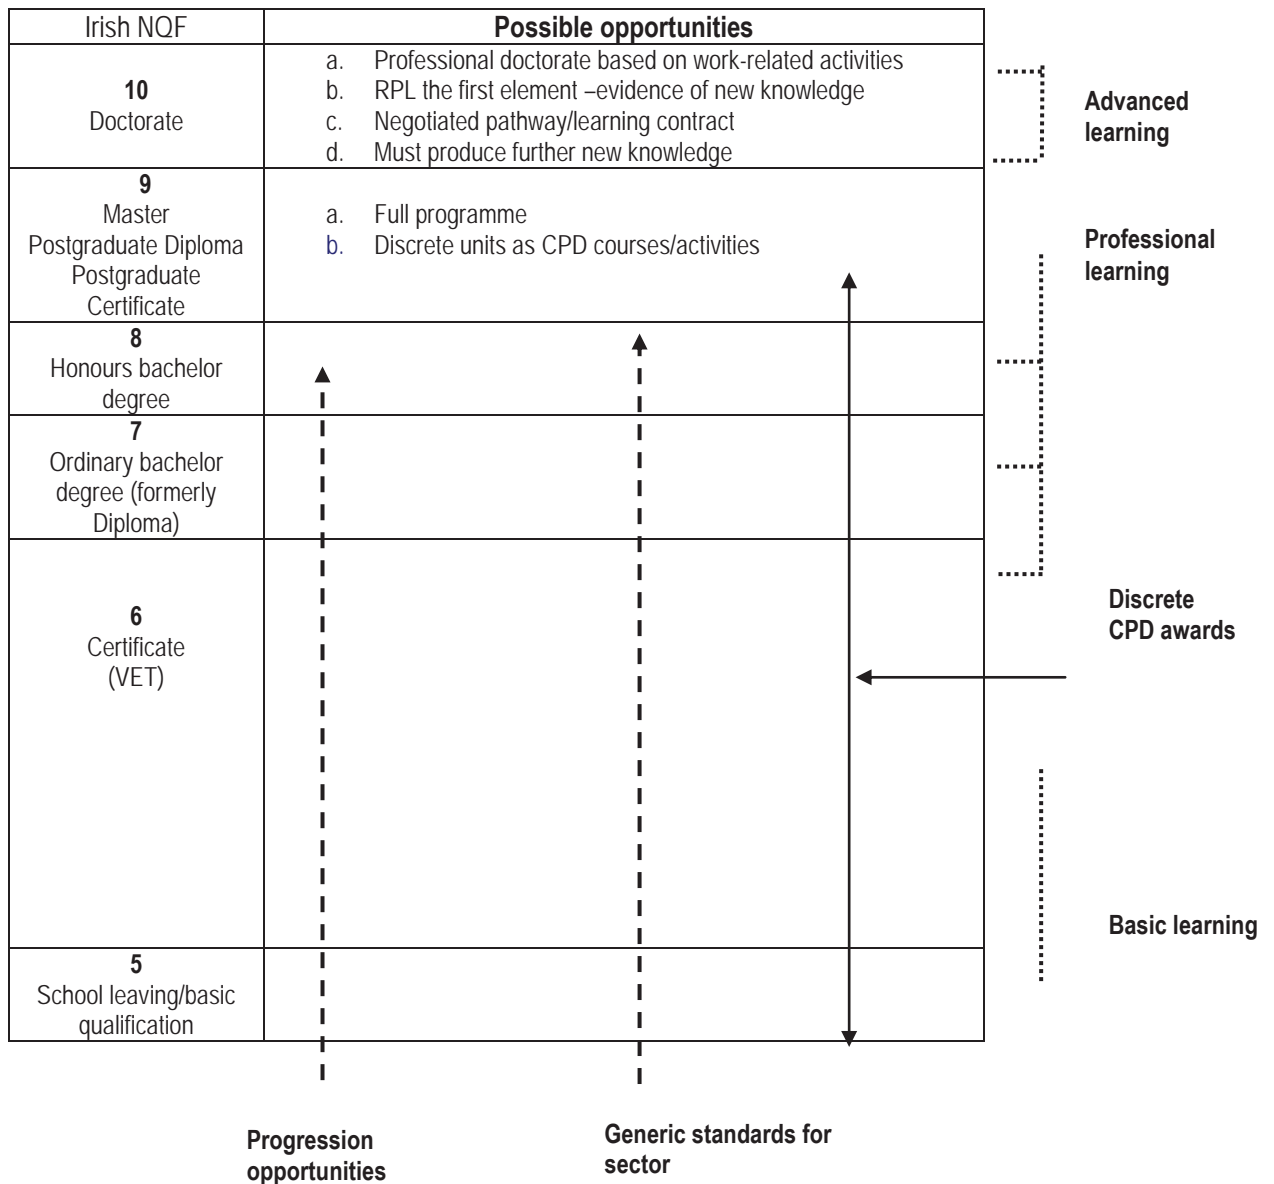 Irish NQF
Possible opportunities
10
Doctorate
a. Professional doctorate based on work-related activities
b. RPL the first element –evidence of new knowledge
c. Negotiated pathway/learning contract
d. Must produce further new knowledge
Advanced
learning
9
Master
Postgraduate Diploma
Postgraduate
Certificate
a. Full programme
b. Discrete units as CPD courses/activities
Professional
learning
8
Honours bachelor
degree
7
Ordinary bachelor
degree (formerly
Diploma)
6
Certificate
(VET)
Discrete
CPD awards
Basic learning
5
School leaving/basic
qualification
Progression
opportunities
Generic standards for
sector